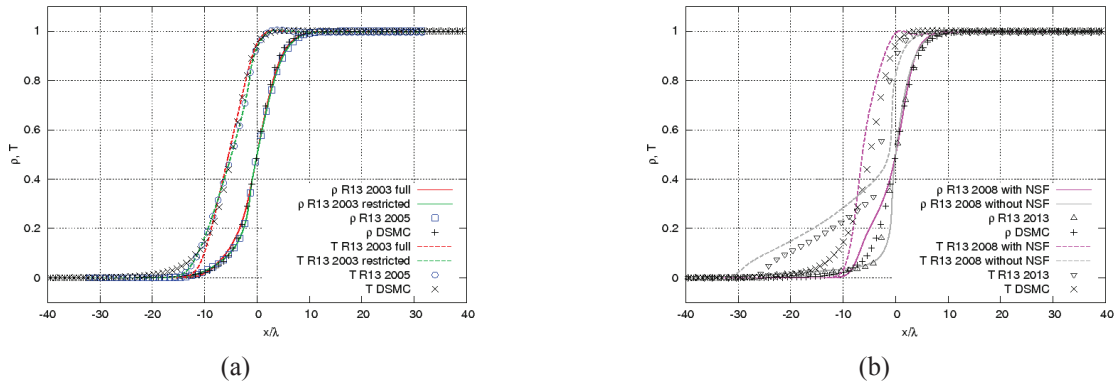 ρ, T
1
0.8
0.6
0.4
0.2
0
-40 -30 -20 -10 0 10 20 30 40
x/λ
ρ R13 2003 full
ρ R13 2003 restricted
ρ R13 2005
ρ DSMC
T R13 2003 full
T R13 2003 restricted
T R13 2005
T DSMC
(a)
ρ, T
1
0.8
0.6
0.4
0.2
0
-40 -30 -20 -10 0 10 20 30 40
x/λ
ρ R13 2008 with NSF
ρ R13 2008 without NSF
ρ R13 2013
ρ DSMC
T R13 2008 with NSF
T R13 2008 without NSF
T R13 2013
T DSMC
(b)